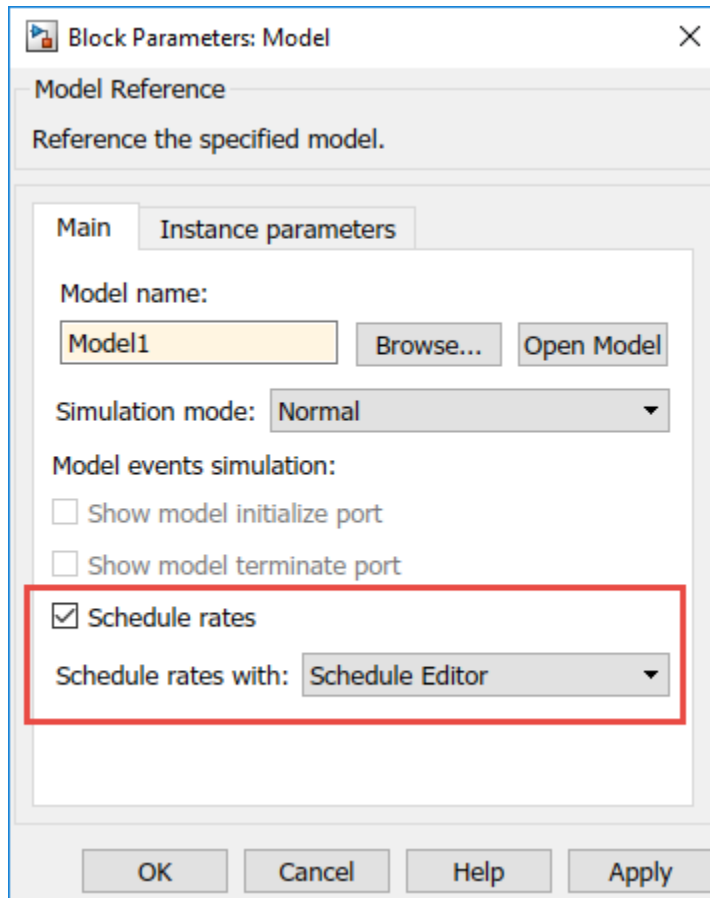 Block Parameters: Model
Model Reference
Reference the specified model.
Main Instance parameters
Model name:
Model1 Browse... Open Model
Simulation mode: Normal
Model events simulation:
Show model initialize port
Show model terminate port
Schedule rates
Schedule rates with: Schedule Editor
OK Cancel Help Apply